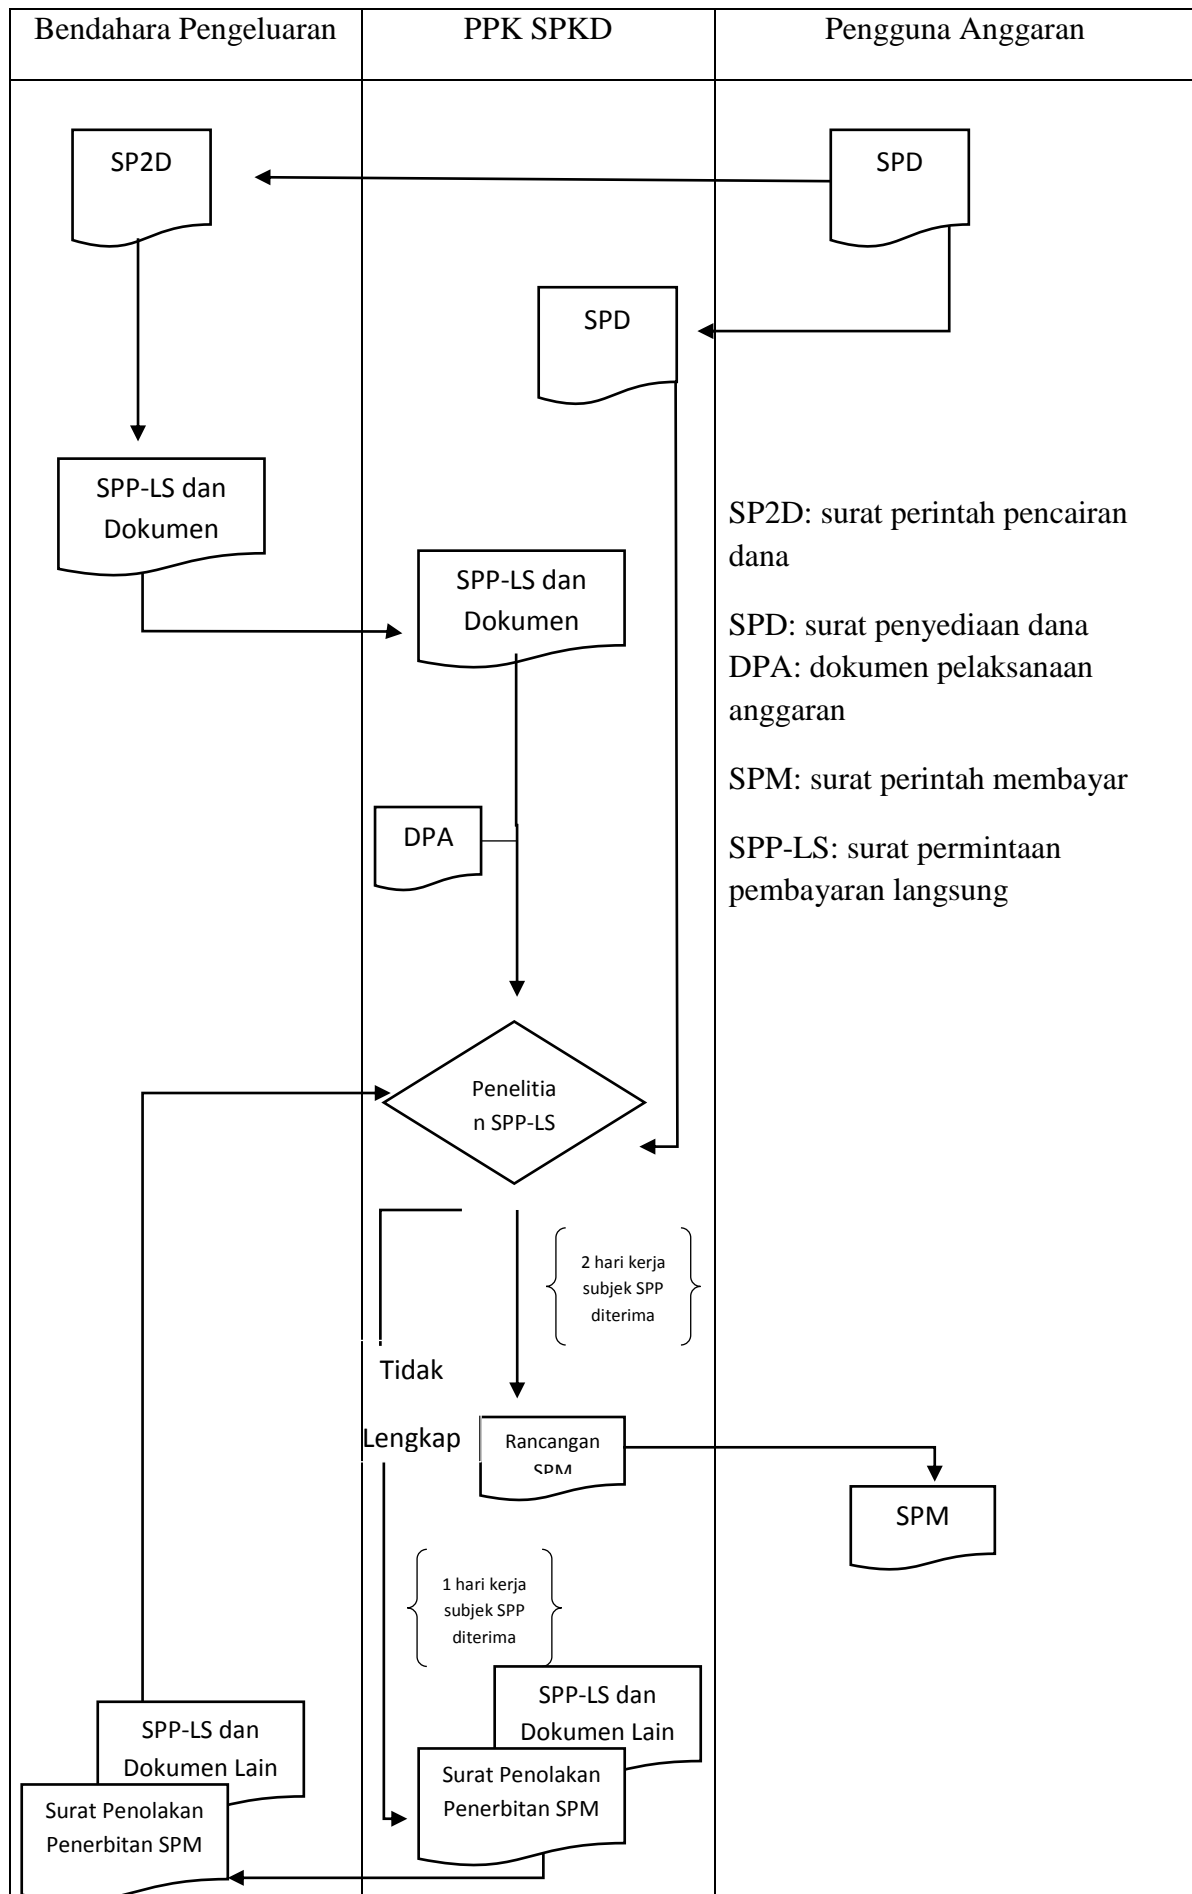 Bendahara Pengeluaran
PPK SPKD
Pengguna Anggaran
SP2D
SPD
SPD
SPP-LS dan
Dokumen
SPP-LS dan
Dokumen
SP2D: surat perintah pencairan
dana
SPD: surat penyediaan dana
DPA: dokumen pelaksanaan
anggaran
SPM: surat perintah membayar
SPP-LS: surat permintaan
pembayaran langsung
DPA
Penelitia
n SPP-LS
2 hari kerja
subjek SPP
diterima
Tidak
Lengkap
Rancangan
SPM
SPM
1 hari kerja
subjek SPP
diterima
SPP-LS dan
Dokumen Lain
Surat Penolakan
Penerbitan SPM
SPP-LS dan
Dokumen Lain
Surat Penolakan
Penerbitan SPM